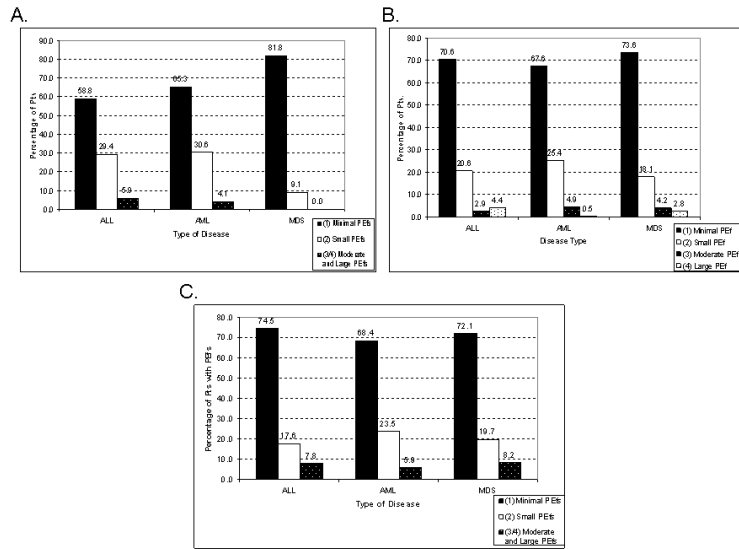 A.
90.0
80.0
70.0
60.0
50.0
40.0
30.0
20.0
10.0
0.0
Percentage of Pts
58.8
29.4
5.9
65.3
30.6
4.1
81.8
9.1
0.0
ALL
AML
MDS
Type of Disease
(1) Minimal PEfs
(2) Small PEfs
(3/4) Moderate
and Large PEfs
B.
80.0
70.0
60.0
50.0
40.0
30.0
20.0
10.0
0.0
Percentage of Pts.
70.6
20.6
2.9
4.4
67.6
25.4
4.9
0.5
73.6
18.1
4.2
2.8
ALL
AML
MDS
Disease Type
(1) Minimal PEf
(2) Small PEf
(3) Moderate PEf
(4) Large PEf
C.
80.0
70.0
60.0
50.0
40.0
30.0
20.0
10.0
0.0
Percentage of Pts with PEfs
74.5
17.6
7.8
68.4
23.5
5.9
72.1
19.7
8.2
ALL
AML
MDS
Type of Disease
(1) Minimal PEfs
(2) Small PEfs
(3/4) Moderate
and Large PEfs